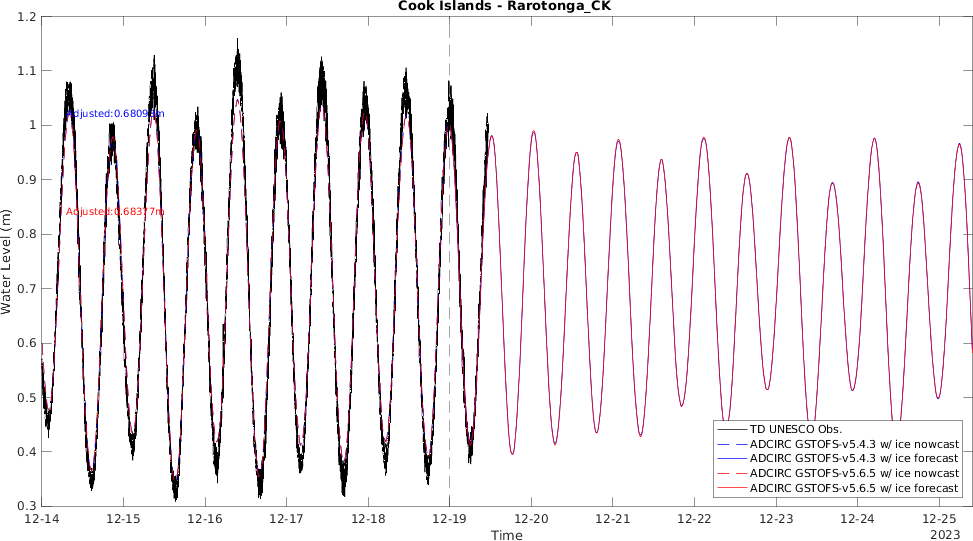 Cook Islands - Rarotonga_CK
Water Level (m)
1.2
1.1
1
0.9
0.8
0.7
0.6
0.5
0.4
0.3
Adjusted:0.68377m
TD UNESCO Obs.
ADCIRC GSTOFS-v5.4.3 w/ ice nowcast
ADCIRC GSTOFS-v5.4.3 w/ ice forecast
ADCIRC GSTOFS-v5.6.5 w/ ice nowcast
ADCIRC GSTOFS-v5.6.5 w/ ice forecast
12-14
12-15
12-16
12-17
12-18
12-19
12-20
12-21
12-22
12-23
12-24
12-25
Time
2023